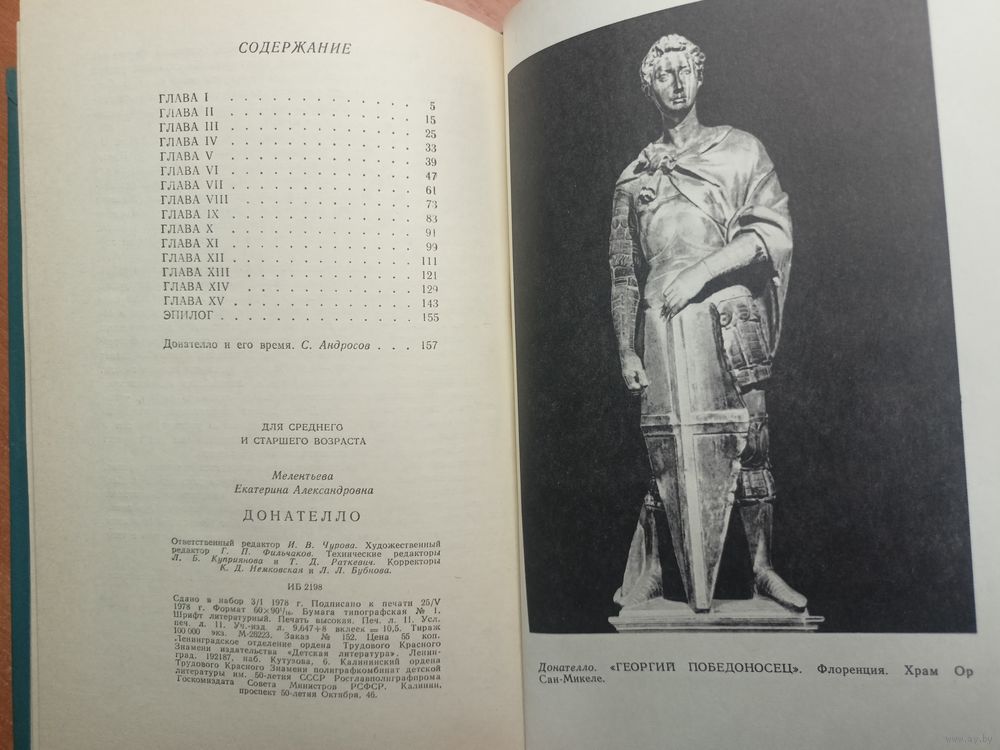 СОДЕРЖАНИЕ
ГЛАВА I . . . . . . . . . . . . . 5
ГЛАВА II . . . . . . . . . . . . . 15
ГЛАВА III . . . . . . . . . . . . . 25
ГЛАВА IV . . . . . . . . . . . . . 33
ГЛАВА V . . . . . . . . . . . . . 39
ГЛАВА VI . . . . . . . . . . . . . 47
ГЛАВА VII . . . . . . . . . . . . . 61
ГЛАВА VIII . . . . . . . . . . . . . 73
ГЛАВА IX . . . . . . . . . . . . . 83
ГЛАВА X . . . . . . . . . . . . . 91
ГЛАВА XI . . . . . . . . . . . . . 99
ГЛАВА XII . . . . . . . . . . . . . 111
ГЛАВА XIII . . . . . . . . . . . . 121
ГЛАВА XIV . . . . . . . . . . . . 129
ГЛАВА XV . . . . . . . . . . . . 143
ЭПИЛОГ . . . . . . . . . . . . . 155
Донателло и его время. С. Андросов . . . 157
ДЛЯ СРЕДНЕГО
И СТАРШЕГО ВОЗРАСТА
Мелентьева
Екатерина Александровна
ДОНАТЕЛЛО
Ответственный редактор И. В. Чурова. Художественный
редактор Г. П. Фильчаков. Технические редакторы
Л. Б. Куприянова и Т. Д. Раткевич. Корректоры
К. Д. Немковская и Л. Л. Бубнова.
ИБ 2198
Сдано в набор 3/I 1978 г. Подписано к печати 25/V
1978 г. Формат 60×90 1/16. Бумага типографская № 1.
Шрифт литературный. Печать высокая. Печ. л. 11. Усл.
печ. л. 11. Уч.-изд. л. 9,647+8 вклеек=10,5. Тираж
100 000 экз. М-28223. Заказ № 152. Цена 55 коп.
Ленинградское отделение ордена Трудового Красного
Знамени издательства «Детская литература». Ленин-
град, 192187, наб. Кутузова, 6. Калининский ордена
Трудового Красного Знамени полиграфкомбинат детской
литературы им. 50-летия СССР Росглавполиграфпрома
Госкомиздата Совета Министров РСФСР. Калинин,
проспект 50-летия Октября, 46.
Донателло. «ГЕОРГИЙ ПОБЕДОНОСЕЦ». Флоренция. Храм Ор
Сан-Микеле.
www.ay.by